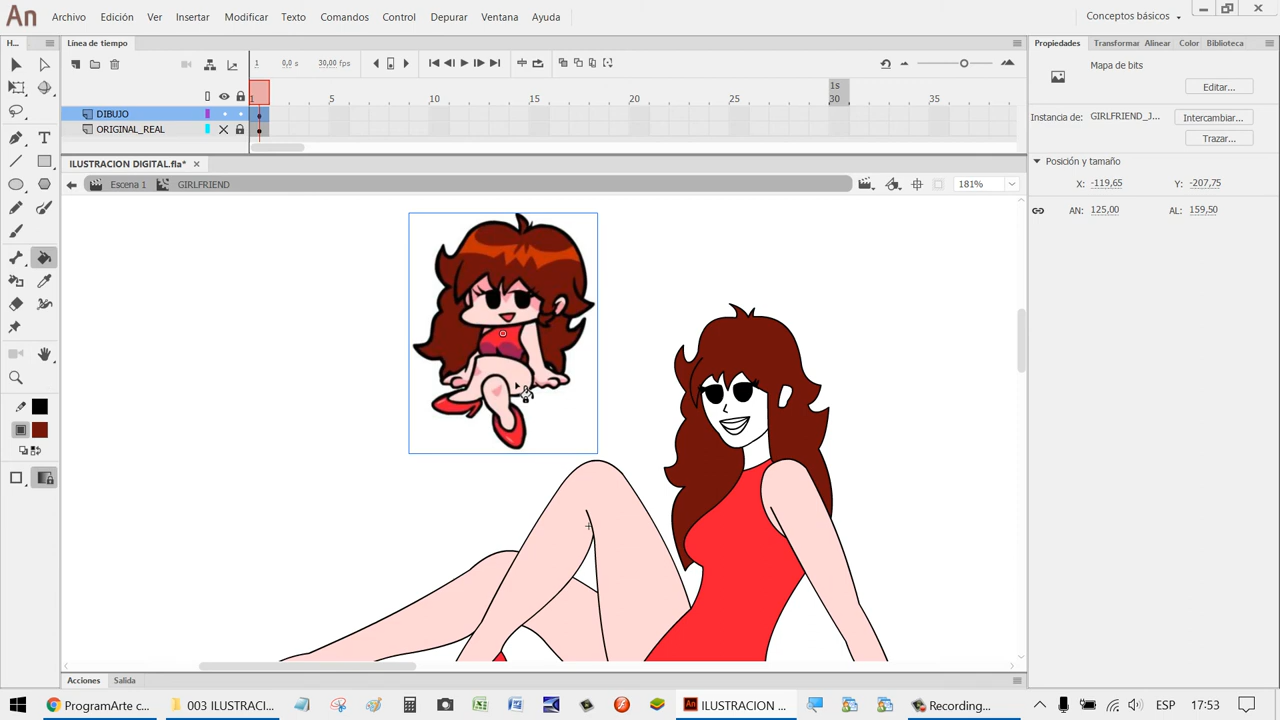 An Archivo Edición Ver Insertar Modificar Texto Comandos Control Depurar Ventana Ayuda Conceptos básicos
H... Línea de tiempo Propiedades Transformar Alinear Color Biblioteca
1 0,0 s 30,00 fps Mapa de bits
Editar...
1s
1 5 10 15 20 25 30 35
DIBUJO Instancia de: GIRLFRIEND_J... Intercambiar...
ORIGINAL_REAL Trazar...
ILUSTRACION DIGITAL.fla* Posición y tamaño
Escena 1 GIRLFRIEND 181% X: -119,65 Y: -207,75
AN: 125,00 AL: 159,50
Acciones Salida
ProgramArte c... 003 ILUSTRACI... An ILUSTRACION ... Recording... ESP 17:53